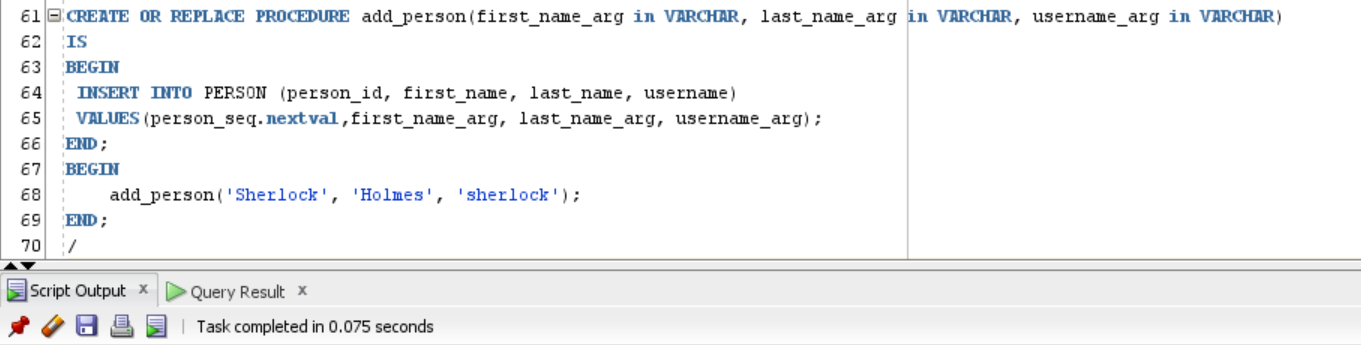 61 CREATE OR REPLACE PROCEDURE add_person(first_name_arg in VARCHAR, last_name_arg in VARCHAR, username_arg in VARCHAR)
62 IS
63 BEGIN
64  INSERT INTO PERSON (person_id, first_name, last_name, username)
65  VALUES(person_seq.nextval,first_name_arg, last_name_arg, username_arg);
66 END;
67 BEGIN
68     add_person('Sherlock', 'Holmes', 'sherlock');
69 END;
70 /
Script Output x Query Result x
Task completed in 0.075 seconds